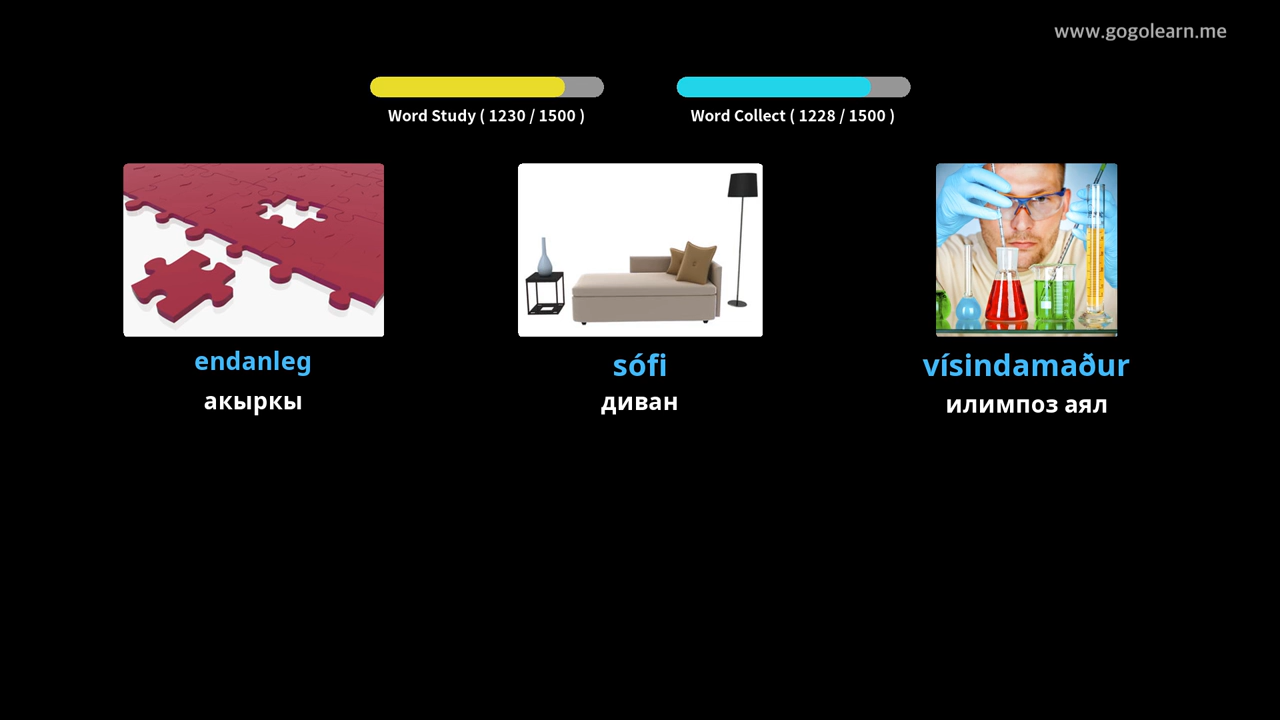 www.gogolearn.me
Word Study ( 1230 / 1500 )
Word Collect ( 1228 / 1500 )
endanleg
акыркы
sófi
диван
vísindamaður
илимпоз аял